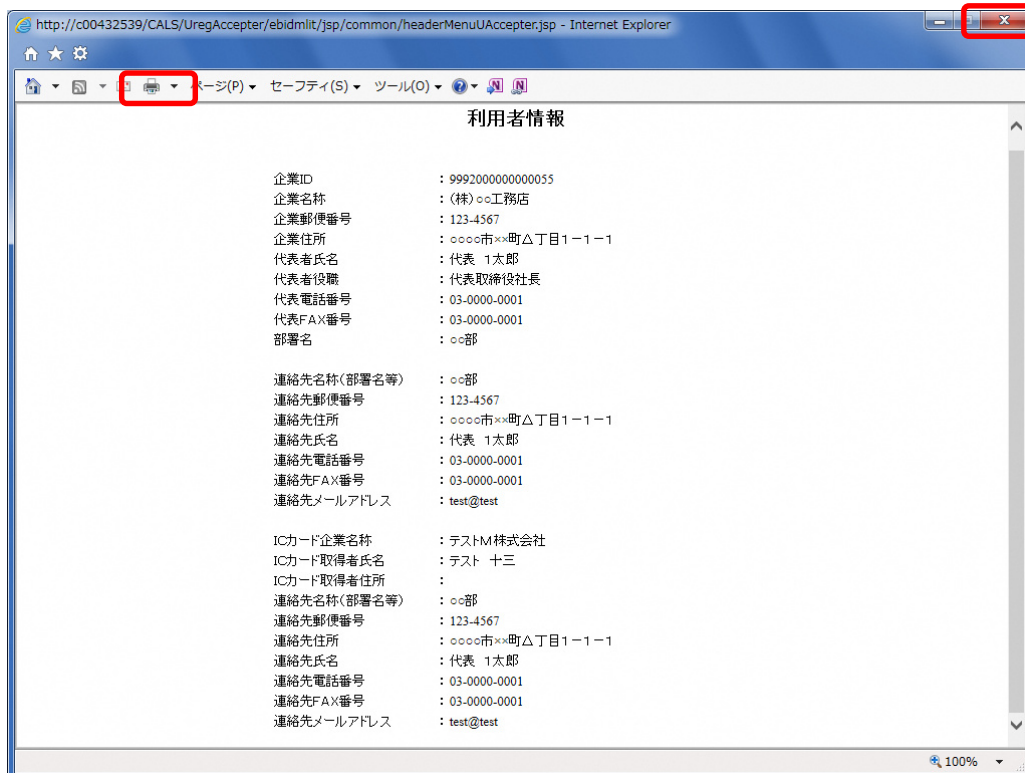 http://c00432539/CALS/UregAccepter/ebidmlit/jsp/common/headerMenuUAccepter.jsp - Internet Explorer
ページ(P) セーフティ(S) ツール(O)
利用者情報
企業ID : 9992000000000055
企業名称 : (株)○○工務店
企業郵便番号 : 123-4567
企業住所 : ○○○○市××町△丁目1-1-1
代表者氏名 : 代表 1太郎
代表者役職 : 代表取締役社長
代表電話番号 : 03-0000-0001
代表FAX番号 : 03-0000-0001
部署名 : ○○部
連絡先名称(部署名等) : ○○部
連絡先郵便番号 : 123-4567
連絡先住所 : ○○○○市××町△丁目1-1-1
連絡先氏名 : 代表 1太郎
連絡先電話番号 : 03-0000-0001
連絡先FAX番号 : 03-0000-0001
連絡先メールアドレス : test@test
ICカード企業名称 : テストM株式会社
ICカード取得者氏名 : テスト 十三
ICカード取得者住所 :
連絡先名称(部署名等) : ○○部
連絡先郵便番号 : 123-4567
連絡先住所 : ○○○○市××町△丁目1-1-1
連絡先氏名 : 代表 1太郎
連絡先電話番号 : 03-0000-0001
連絡先FAX番号 : 03-0000-0001
連絡先メールアドレス : test@test
100%